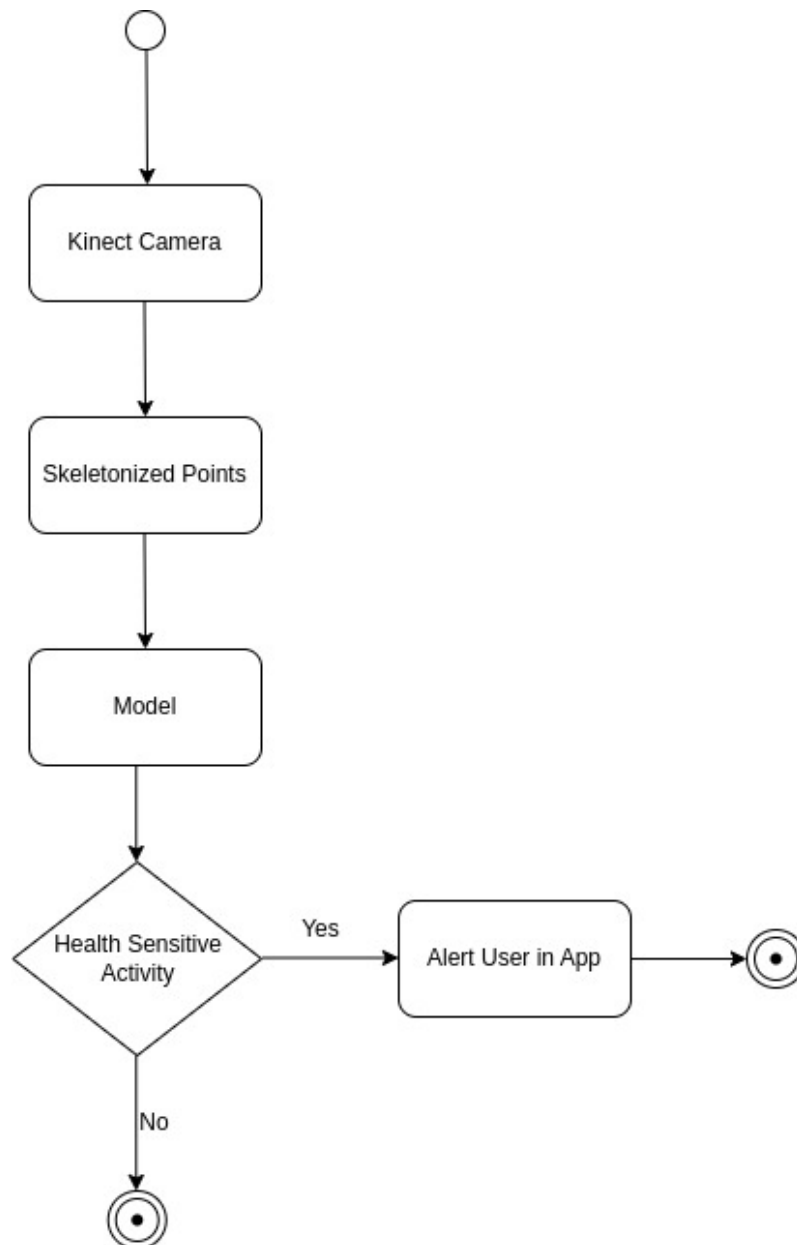 Kinect Camera
Skeletonized Points
Model
Health Sensitive
Activity
Yes
Alert User in App
No